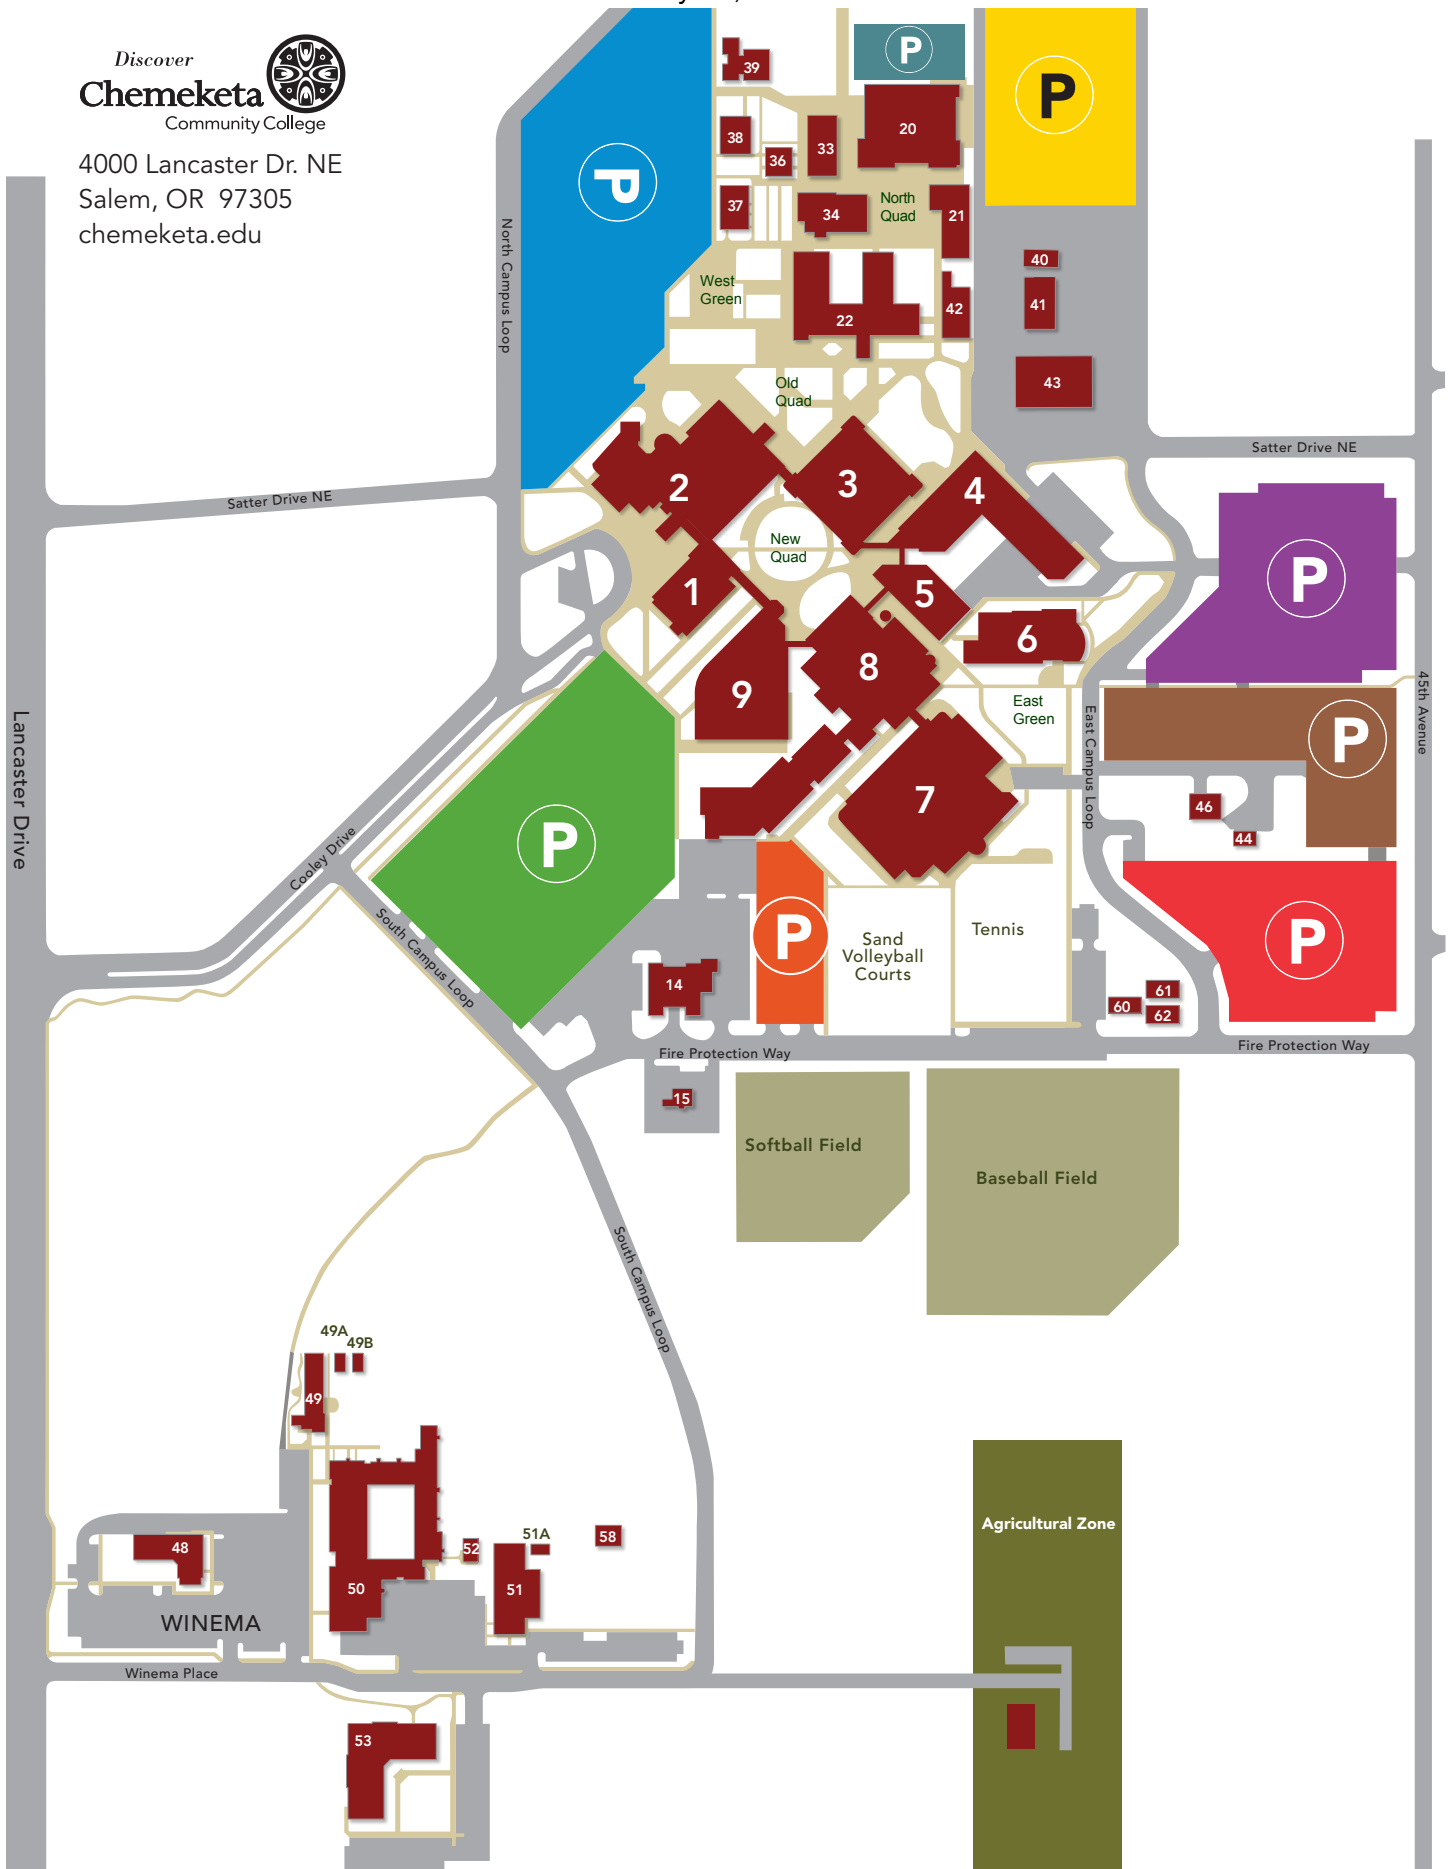 Discover
Chemeketa
Community College
4000 Lancaster Dr. NE
Salem, OR 97305
chemeketa.edu
P
P
P
39
20
38
33
36
37
34
North
Quad
21
North Campus Loop
West
Green
40
41
42
22
43
Old
Quad
Satter Drive NE
Satter Drive NE
2
3
4
New
Quad
P
1
5
6
8
9
East
Green
East Campus Loop
45th Avenue
Lancaster Drive
P
7
46
44
P
Cooley Drive
South Campus Loop
P
Sand
Volleyball
Courts
Tennis
P
14
61
60
62
Fire Protection Way
Fire Protection Way
15
Softball Field
Baseball Field
South Campus Loop
49A
49B
49
Agricultural Zone
51A
58
48
52
50
51
WINEMA
Winema Place
53